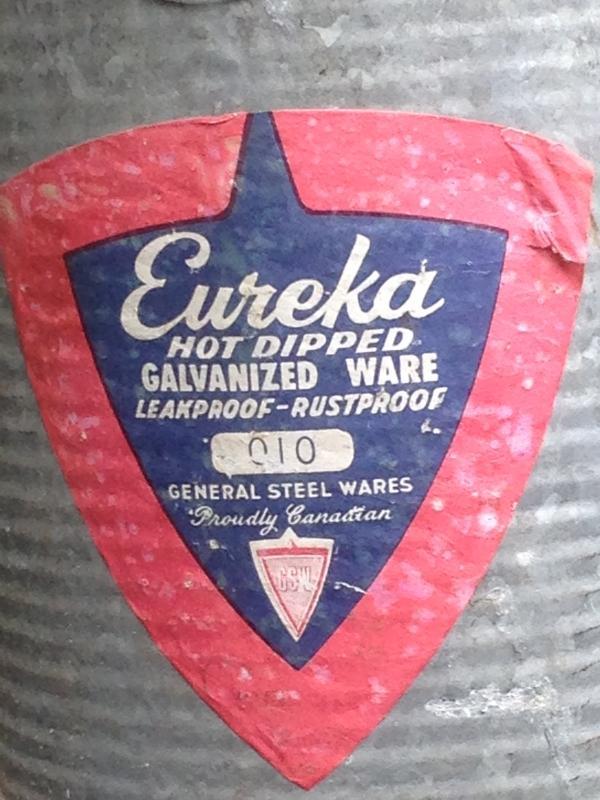 Eureka
HOT DIPPED
GALVANIZED WARE
LEAKPROOF-RUSTPROOF
010
GENERAL STEEL WARES
Proudly Canadian
GSW